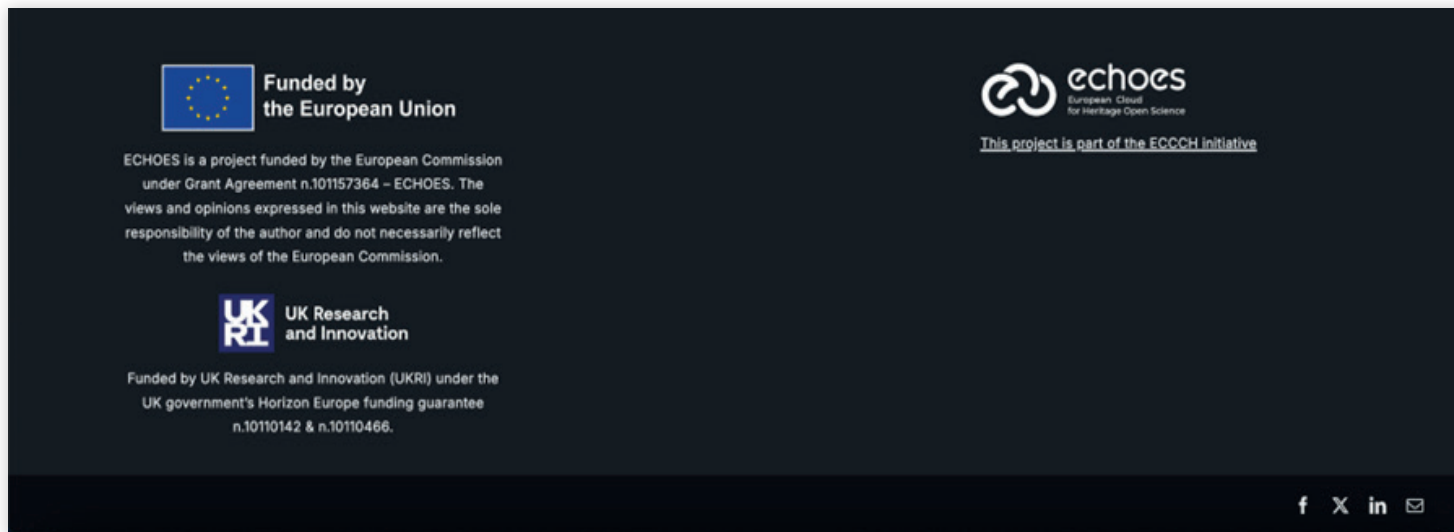 Funded by
the European Union
ECHOES is a project funded by the European Commission
under Grant Agreement n.101157364 – ECHOES. The
views and opinions expressed in this website are the sole
responsibility of the author and do not necessarily reflect
the views of the European Commission.
UK
RI
UK Research
and Innovation
Funded by UK Research and Innovation (UKRI) under the
UK government's Horizon Europe funding guarantee
n.10110142 & n.10110466.
echoes
European Cloud
for Heritage Open Science
This project is part of the ECCCH initiative
f X in